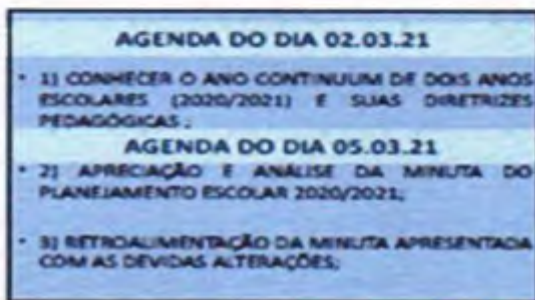 AGENDA DO DIA 02.03.21
• 1) CONHECER O ANO CONTINUUM DE DOIS ANOS
ESCOLARES (2020/2021) E SUAS DIRETRIZES
PEDAGÓGICAS ;
AGENDA DO DIA 05.03.21
• 2) APRECIAÇÃO E ANÁLISE DA MINUTA DO
PLANEJAMENTO ESCOLAR 2020/2021;
• 3) RETROALIMENTAÇÃO DA MINUTA APRESENTADA
COM AS DEVIDAS ALTERAÇÕES;